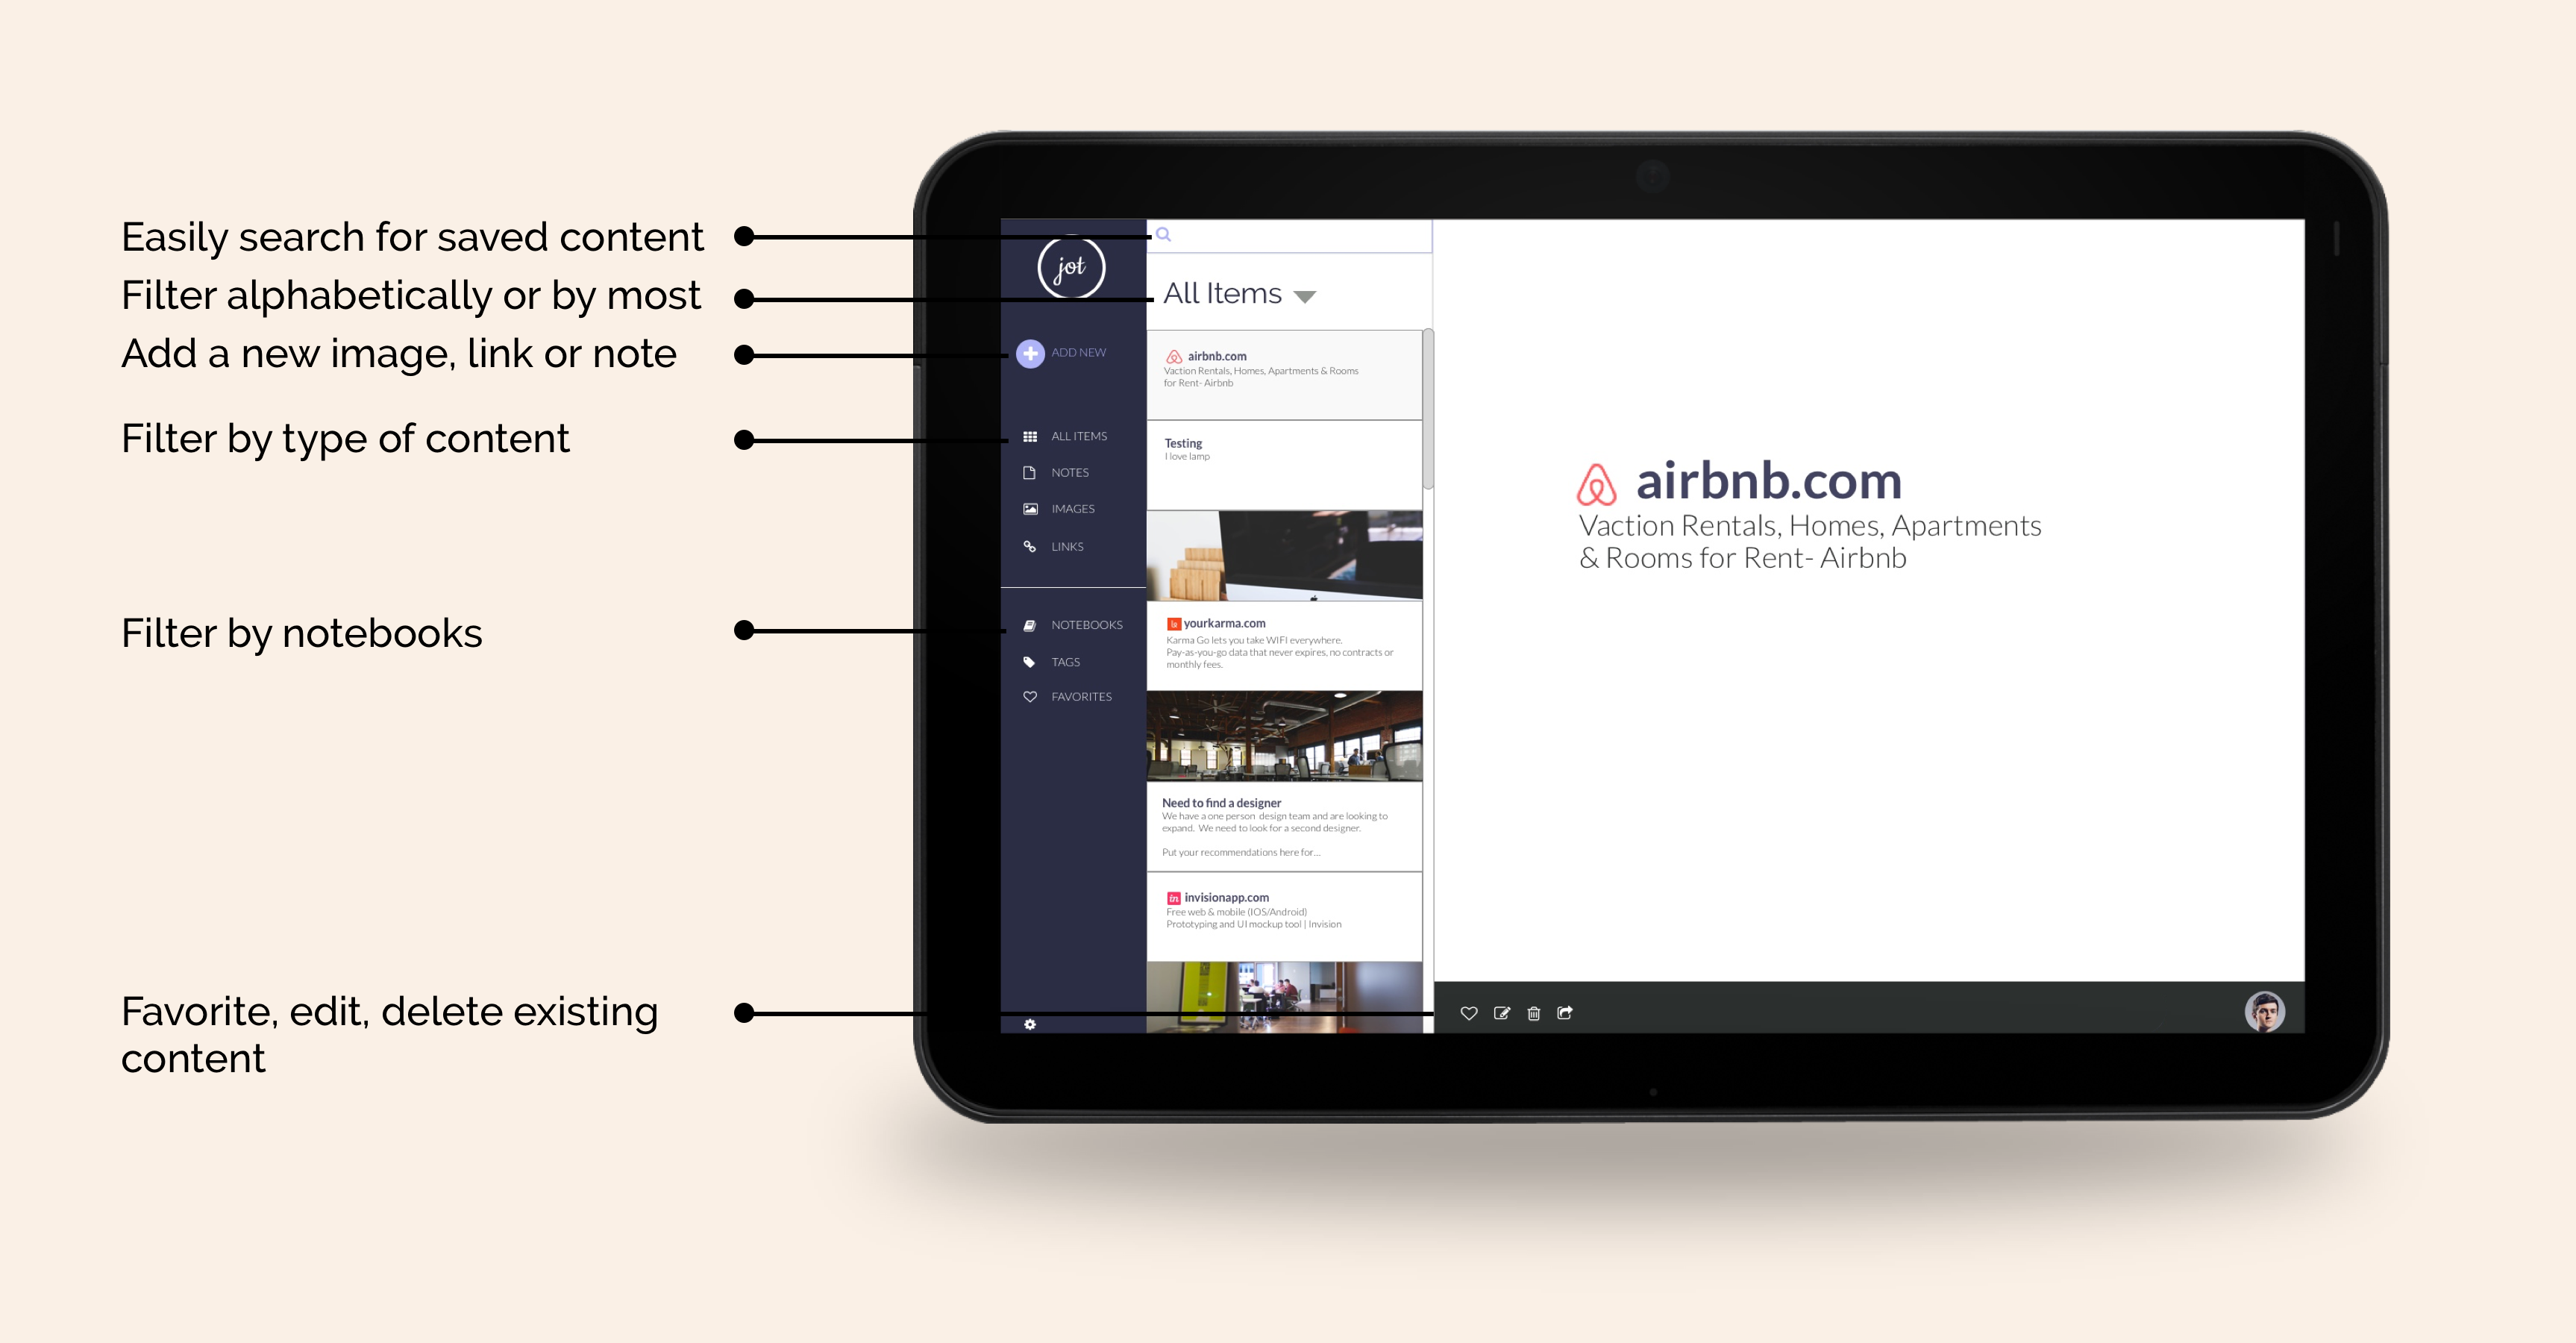 Easily search for saved content
Filter alphabetically or by most
Add a new image, link or note
Filter by type of content
Filter by notebooks
Favorite, edit, delete existing
content
jot
ADD NEW
ALL ITEMS
NOTES
IMAGES
LINKS
NOTEBOOKS
TAGS
FAVORITES
All Items
airbnb.com
Vaction Rentals, Homes, Apartments & Rooms
for Rent- Airbnb
Testing
I love lamp
yourkarma.com
Karma Go lets you take WIFI everywhere.
Pay-as-you-go data that never expires, no contracts or
monthly fees.
Need to find a designer
We have a one person design team and are looking to
expand. We need to look for a second designer.
Put your recommendations here for...
in invisionapp.com
Free web & mobile (IOS/Android)
Prototyping and UI mockup tool | Invision
airbnb.com
Vaction Rentals, Homes, Apartments
& Rooms for Rent- Airbnb